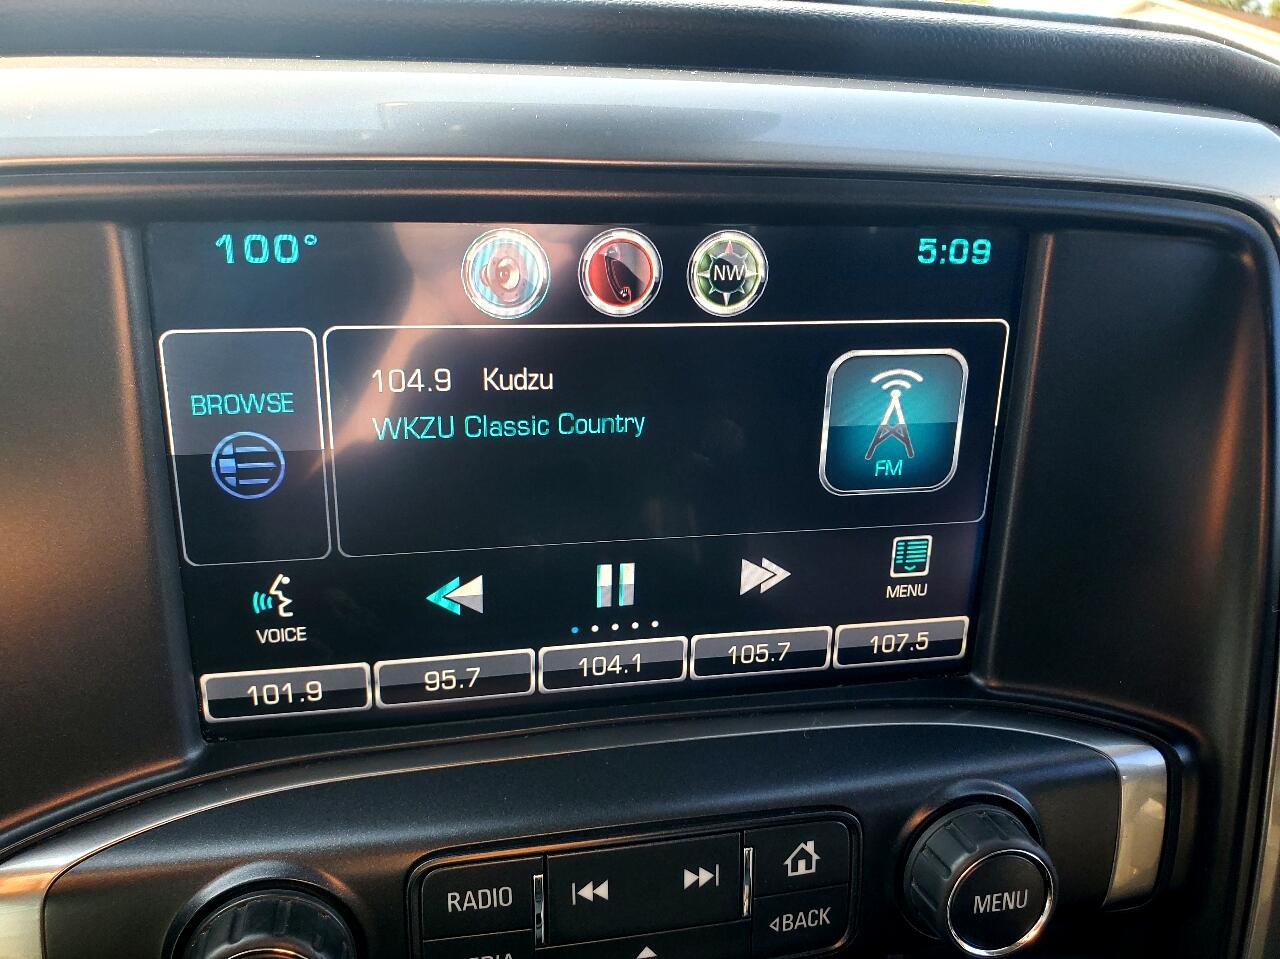 100°
NW
5:09
BROWSE
104.9 Kudzu
WKZU Classic Country
FM
VOICE
MENU
101.9
95.7
104.1
105.7
107.5
RADIO
BACK
MENU